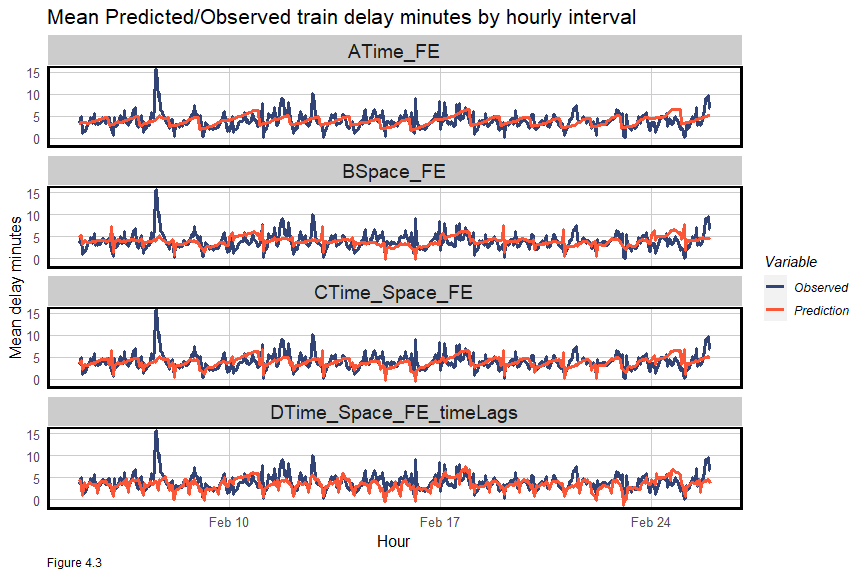 Mean Predicted/Observed train delay minutes by hourly interval
ATime_FE
15
10
5
0
BSpace_FE
15
10
5
0
CTime_Space_FE
15
10
5
0
DTime_Space_FE_timeLags
15
10
5
0
Mean delay minutes
Feb 10
Feb 17
Feb 24
Hour
Variable
Observed
Prediction
Figure 4.3